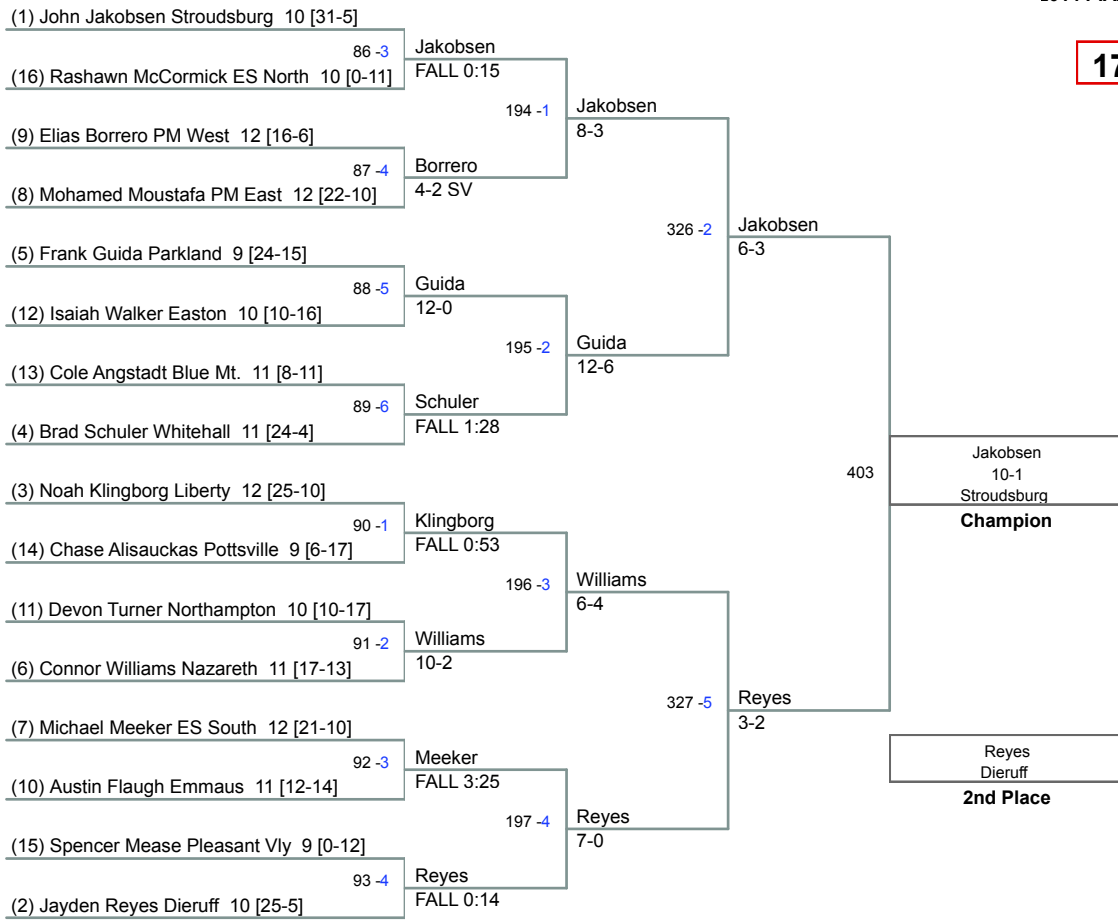 (1) John Jakobsen Stroudsburg 10 [31-5]
86 -3
Jakobsen
FALL 0:15
(16) Rashawn McCormick ES North 10 [0-11]
17
194 -1
Jakobsen
8-3
(9) Elias Borrero PM West 12 [16-6]
87 -4
Borrero
4-2 SV
(8) Mohamed Moustafa PM East 12 [22-10]
326 -2
Jakobsen
6-3
(5) Frank Guida Parkland 9 [24-15]
88 -5
Guida
12-0
(12) Isaiah Walker Easton 10 [10-16]
195 -2
Guida
12-6
(13) Cole Angstadt Blue Mt. 11 [8-11]
89 -6
Schuler
FALL 1:28
(4) Brad Schuler Whitehall 11 [24-4]
403
Jakobsen
10-1
Stroudsburg
Champion
(3) Noah Klingborg Liberty 12 [25-10]
90 -1
Klingborg
FALL 0:53
(14) Chase Alisauckas Pottsville 9 [6-17]
196 -3
Williams
6-4
(11) Devon Turner Northampton 10 [10-17]
91 -2
Williams
10-2
(6) Connor Williams Nazareth 11 [17-13]
327 -5
Reyes
3-2
(7) Michael Meeker ES South 12 [21-10]
92 -3
Meeker
FALL 3:25
(10) Austin Flaugh Emmaus 11 [12-14]
Reyes
Dieruff
2nd Place
197 -4
Reyes
7-0
(15) Spencer Mease Pleasant Vly 9 [0-12]
93 -4
Reyes
FALL 0:14
(2) Jayden Reyes Dieruff 10 [25-5]